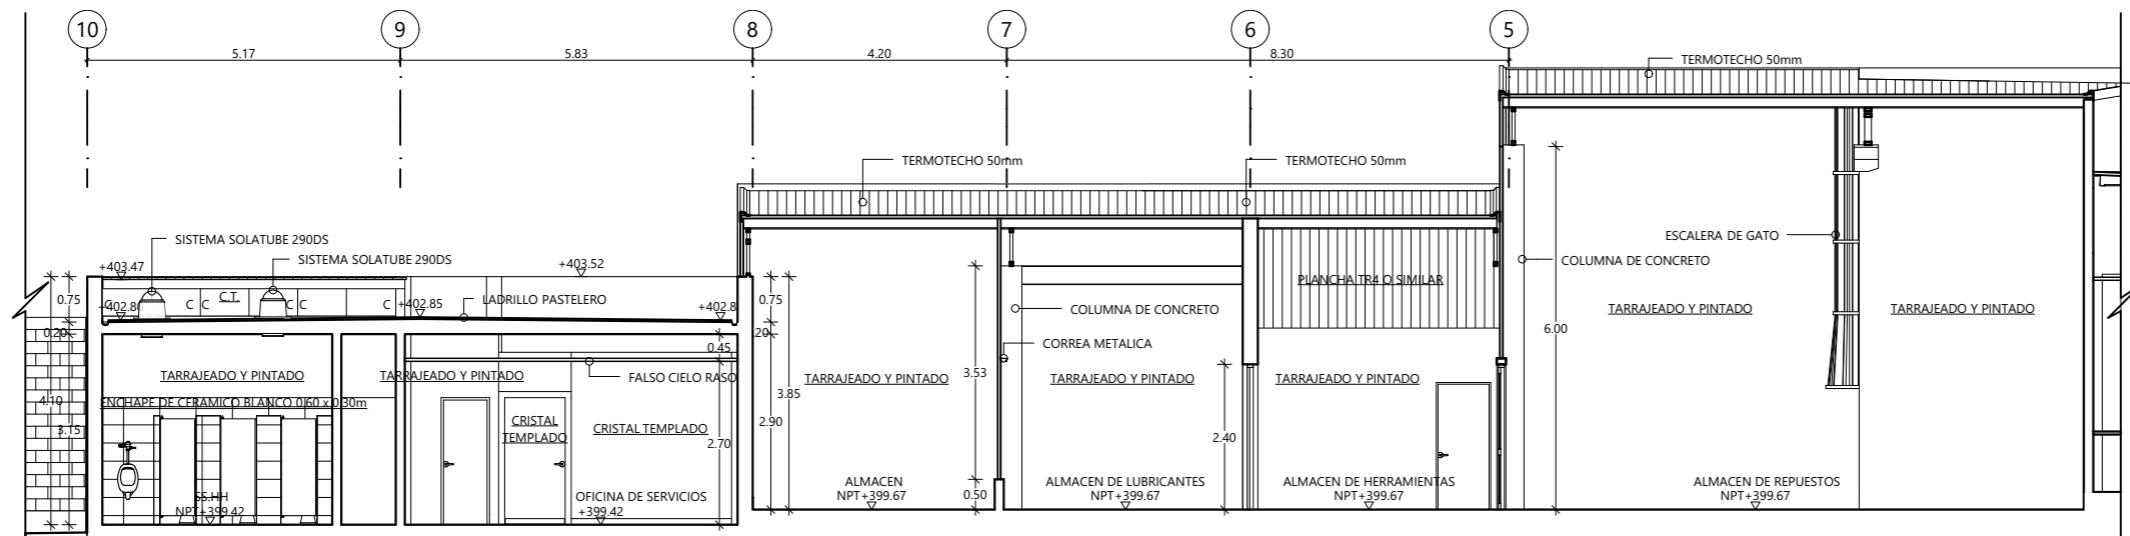 10
9
8
7
6
5
5.17
5.83
4.20
8.30
TERMOTECHO 50mm
TERMOTECHO 50mm
TERMOTECHO 50mm
SISTEMA SOLATUBE 290DS
SISTEMA SOLATUBE 290DS
+403.47
+403.52
ESCALERA DE GATO
COLUMNA DE CONCRETO
PLANCHA TR4 O SIMILAR
0.75
C
C C
C.T.
C C
C
+402.85
LADRILLO PASTELERO
+402.8
0.75
+402.80
COLUMNA DE CONCRETO
TARRAJEADO Y PINTADO
TARRAJEADO Y PINTADO
0.20
.20
6.00
0.45
CORREA METALICA
TARRAJEADO Y PINTADO
TARRAJEADO Y PINTADO
FALSO CIELO RASO
TARRAJEADO Y PINTADO
3.53
TARRAJEADO Y PINTADO
TARRAJEADO Y PINTADO
3.85
4.10
ENCHAPE DE CERAMICO BLANCO 0.60 x 0.30m
CRISTAL
TEMPLADO
CRISTAL TEMPLADO
2.90
3.15
2.70
2.40
SS.HH
NPT+399.42
OFICINA DE SERVICIOS
+399.42
ALMACEN
NPT+399.67
0.50
ALMACEN DE LUBRICANTES
NPT+399.67
ALMACEN DE HERRAMIENTAS
NPT+399.67
ALMACEN DE REPUESTOS
NPT+399.67